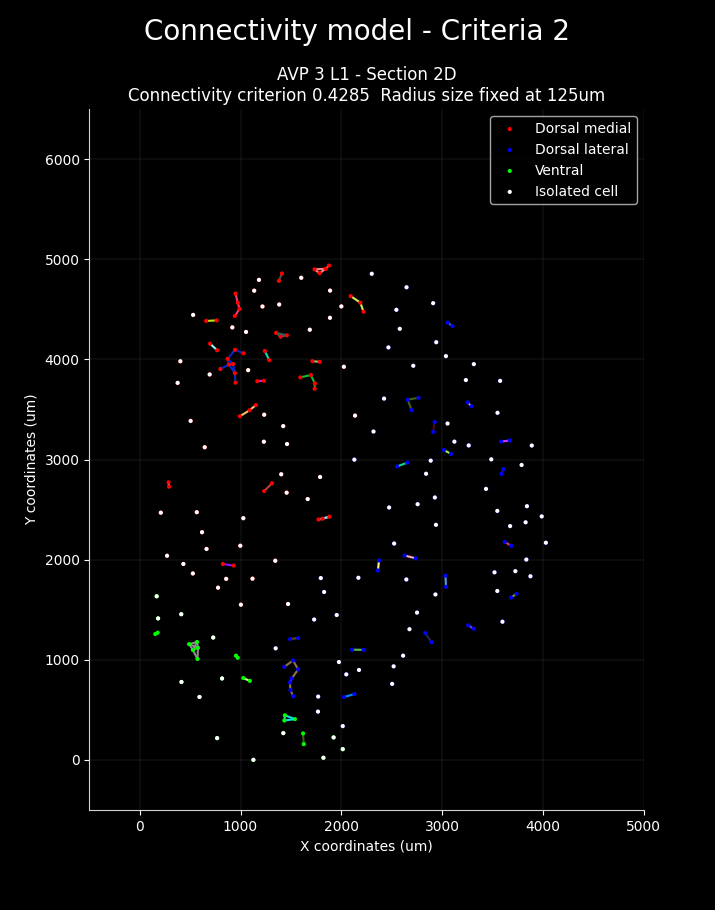 Connectivity model - Criteria 2
AVP 3 L1 - Section 2D
Connectivity criterion 0.4285  Radius size fixed at 125um
Dorsal medial
Dorsal lateral
Ventral
Isolated cell
6000
5000
4000
3000
2000
1000
0
Y coordinates (um)
0 1000 2000 3000 4000 5000
X coordinates (um)